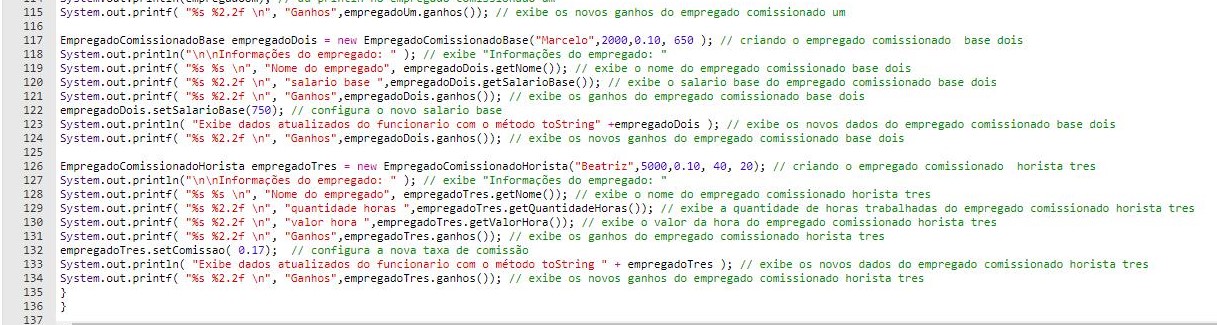 115 System.out.printf( "%s %2.2f \n", "Ganhos",empregadoUm.ganhos()); // exibe os novos ganhos do empregado comissionado um
116
117 EmpregadoComissionadoBase empregadoDois = new EmpregadoComissionadoBase("Marcelo",2000,0.10, 650 ); // criando o empregado comissionado  base dois
118 System.out.println("\n\nInformações do empregado: " ); // exibe "Informações do empregado: "
119 System.out.printf( "%s %s \n", "Nome do empregado", empregadoDois.getNome()); // exibe o nome do empregado comissionado base dois
120 System.out.printf( "%s %2.2f \n", "salario base ",empregadoDois.getSalarioBase()); // exibe o salario base do empregado comissionado base dois
121 System.out.printf( "%s %2.2f \n", "Ganhos",empregadoDois.ganhos()); // exibe os ganhos do empregado comissionado base dois
122 empregadoDois.setSalarioBase(750); // configura o novo salario base
123 System.out.println( "Exibe dados atualizados do funcionario com o método toString" +empregadoDois ); // exibe os novos dados do empregado comissionado base dois
124 System.out.printf( "%s %2.2f \n", "Ganhos",empregadoDois.ganhos()); // exibe os novos ganhos do empregado comissionado base dois
125
126 EmpregadoComissionadoHorista empregadoTres = new EmpregadoComissionadoHorista("Beatriz",5000,0.10, 40, 20); // criando o empregado comissionado  horista tres
127 System.out.println("\n\nInformações do empregado: " ); // exibe "Informações do empregado: "
128 System.out.printf( "%s %s \n", "Nome do empregado", empregadoTres.getNome()); // exibe o nome do empregado comissionado horista tres
129 System.out.printf( "%s %2.2f \n", "quantidade horas ",empregadoTres.getQuantidadeHoras()); // exibe a quantidade de horas trabalhadas do empregado comissionado horista tres
130 System.out.printf( "%s %2.2f \n", "valor hora ",empregadoTres.getValorHora()); // exibe o valor da hora do empregado comissionado horista tres
131 System.out.printf( "%s %2.2f \n", "Ganhos",empregadoTres.ganhos()); // exibe os ganhos do empregado comissionado horista tres
132 empregadoTres.setComissao( 0.17);  // configura a nova taxa de comissão
133 System.out.println( "Exibe dados atualizados do funcionario com o método toString " + empregadoTres ); // exibe os novos dados do empregado comissionado horista tres
134 System.out.printf( "%s %2.2f \n", "Ganhos",empregadoTres.ganhos()); // exibe os novos ganhos do empregado comissionado horista tres
135 }
136 }
137